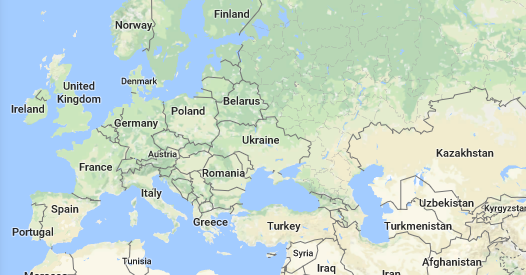 Finland
Norway
Denmark
United
Kingdom
Ireland
Belarus
Poland
Germany
Ukraine
Austria
Kazakhstan
France
Romania
Italy
Uzbekistan
Kyrgyzstan
Spain
Greece
Turkey
Turkmenistan
Portugal
Syria
Tunisia
Afghanistan
Iraq
Iran